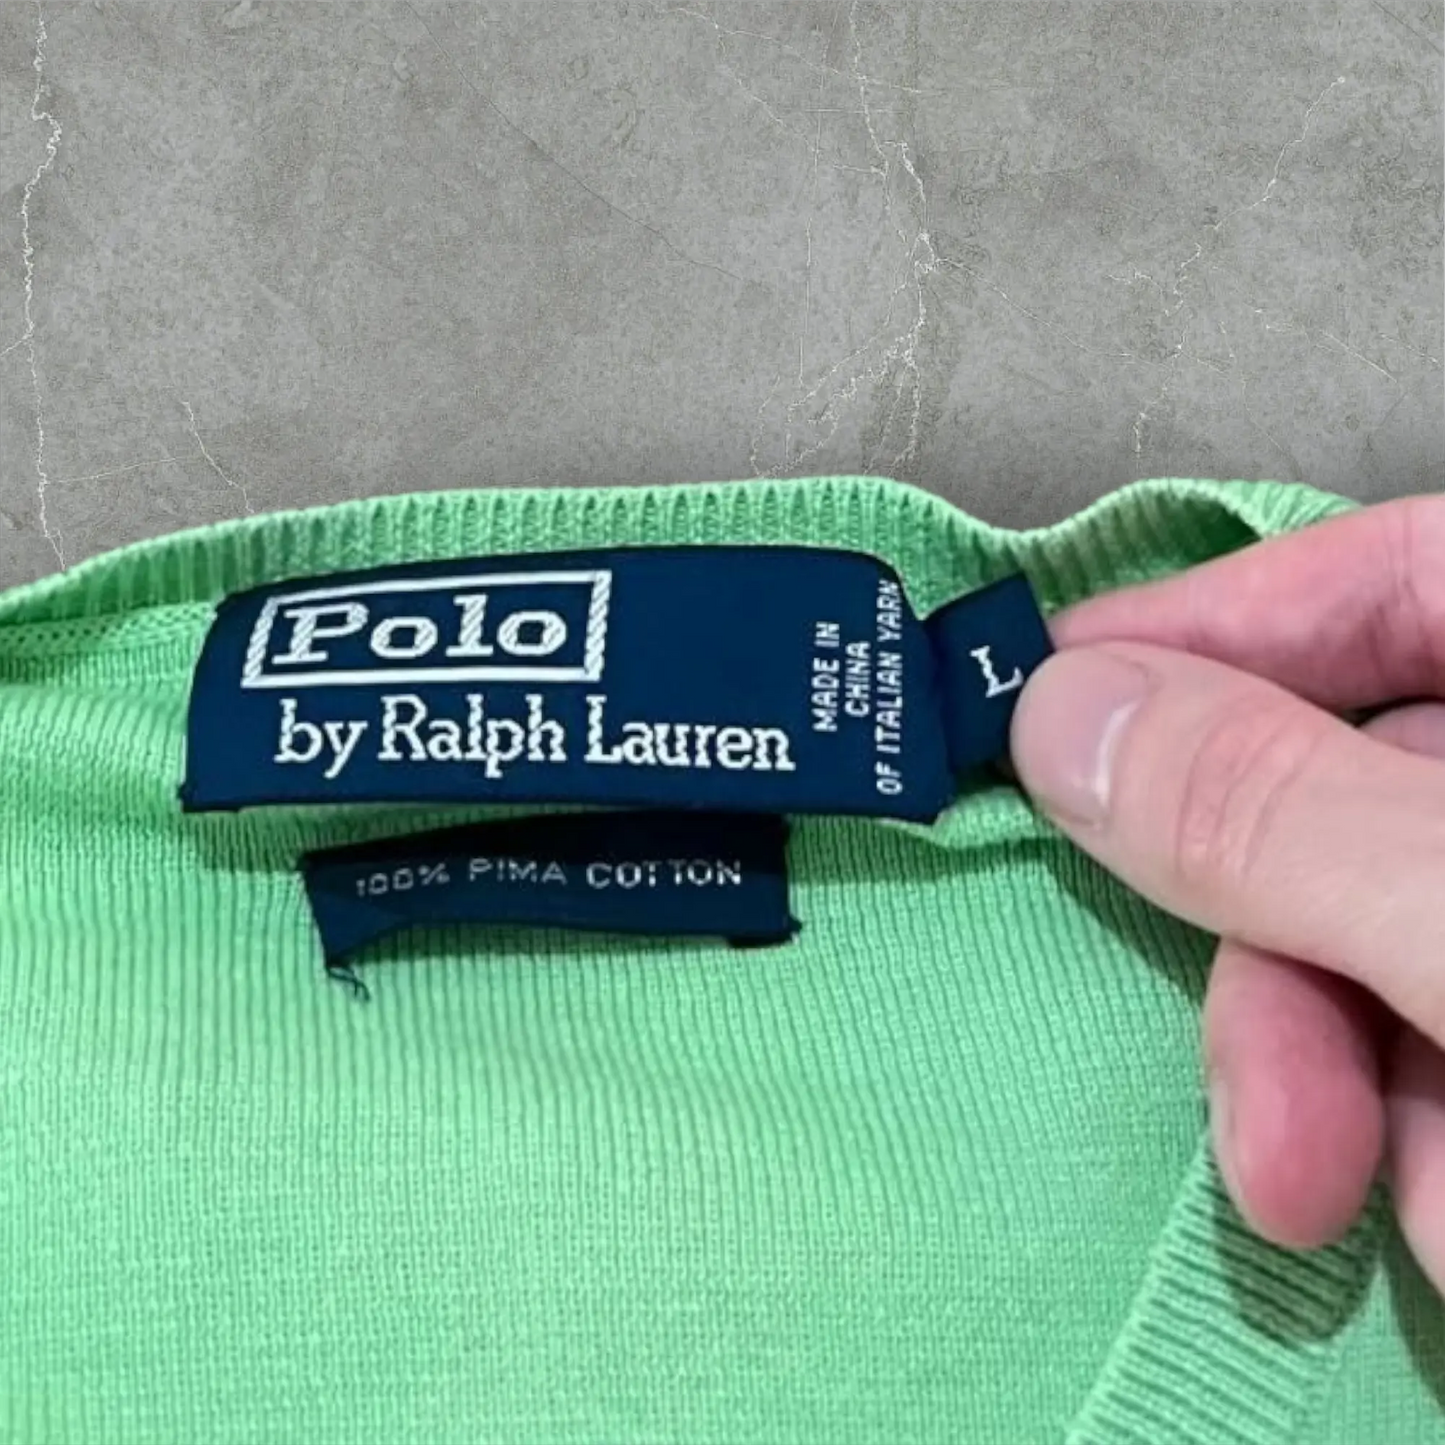 Polo
by Ralph Lauren
MADE IN
CHINA
OF ITALIAN YARN
L
100% PIMA COTTON